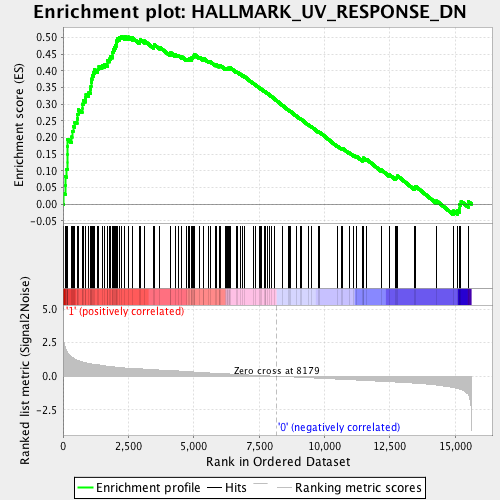 Enrichment plot: HALLMARK_UV_RESPONSE_DN
Enrichment score (ES)
0.50
0.45
0.40
0.35
0.30
0.25
0.20
0.15
0.10
0.05
0.00
-0.05
'1' (positively correlated)
Ranked list metric (Signal2Noise)
5.0
2.5
0.0
-2.5
Zero cross at 8179
'0' (negatively correlated)
0
2,500
5,000
7,500
10,000
12,500
15,000
Rank in Ordered Dataset
Enrichment profile
Hits
Ranking metric scores